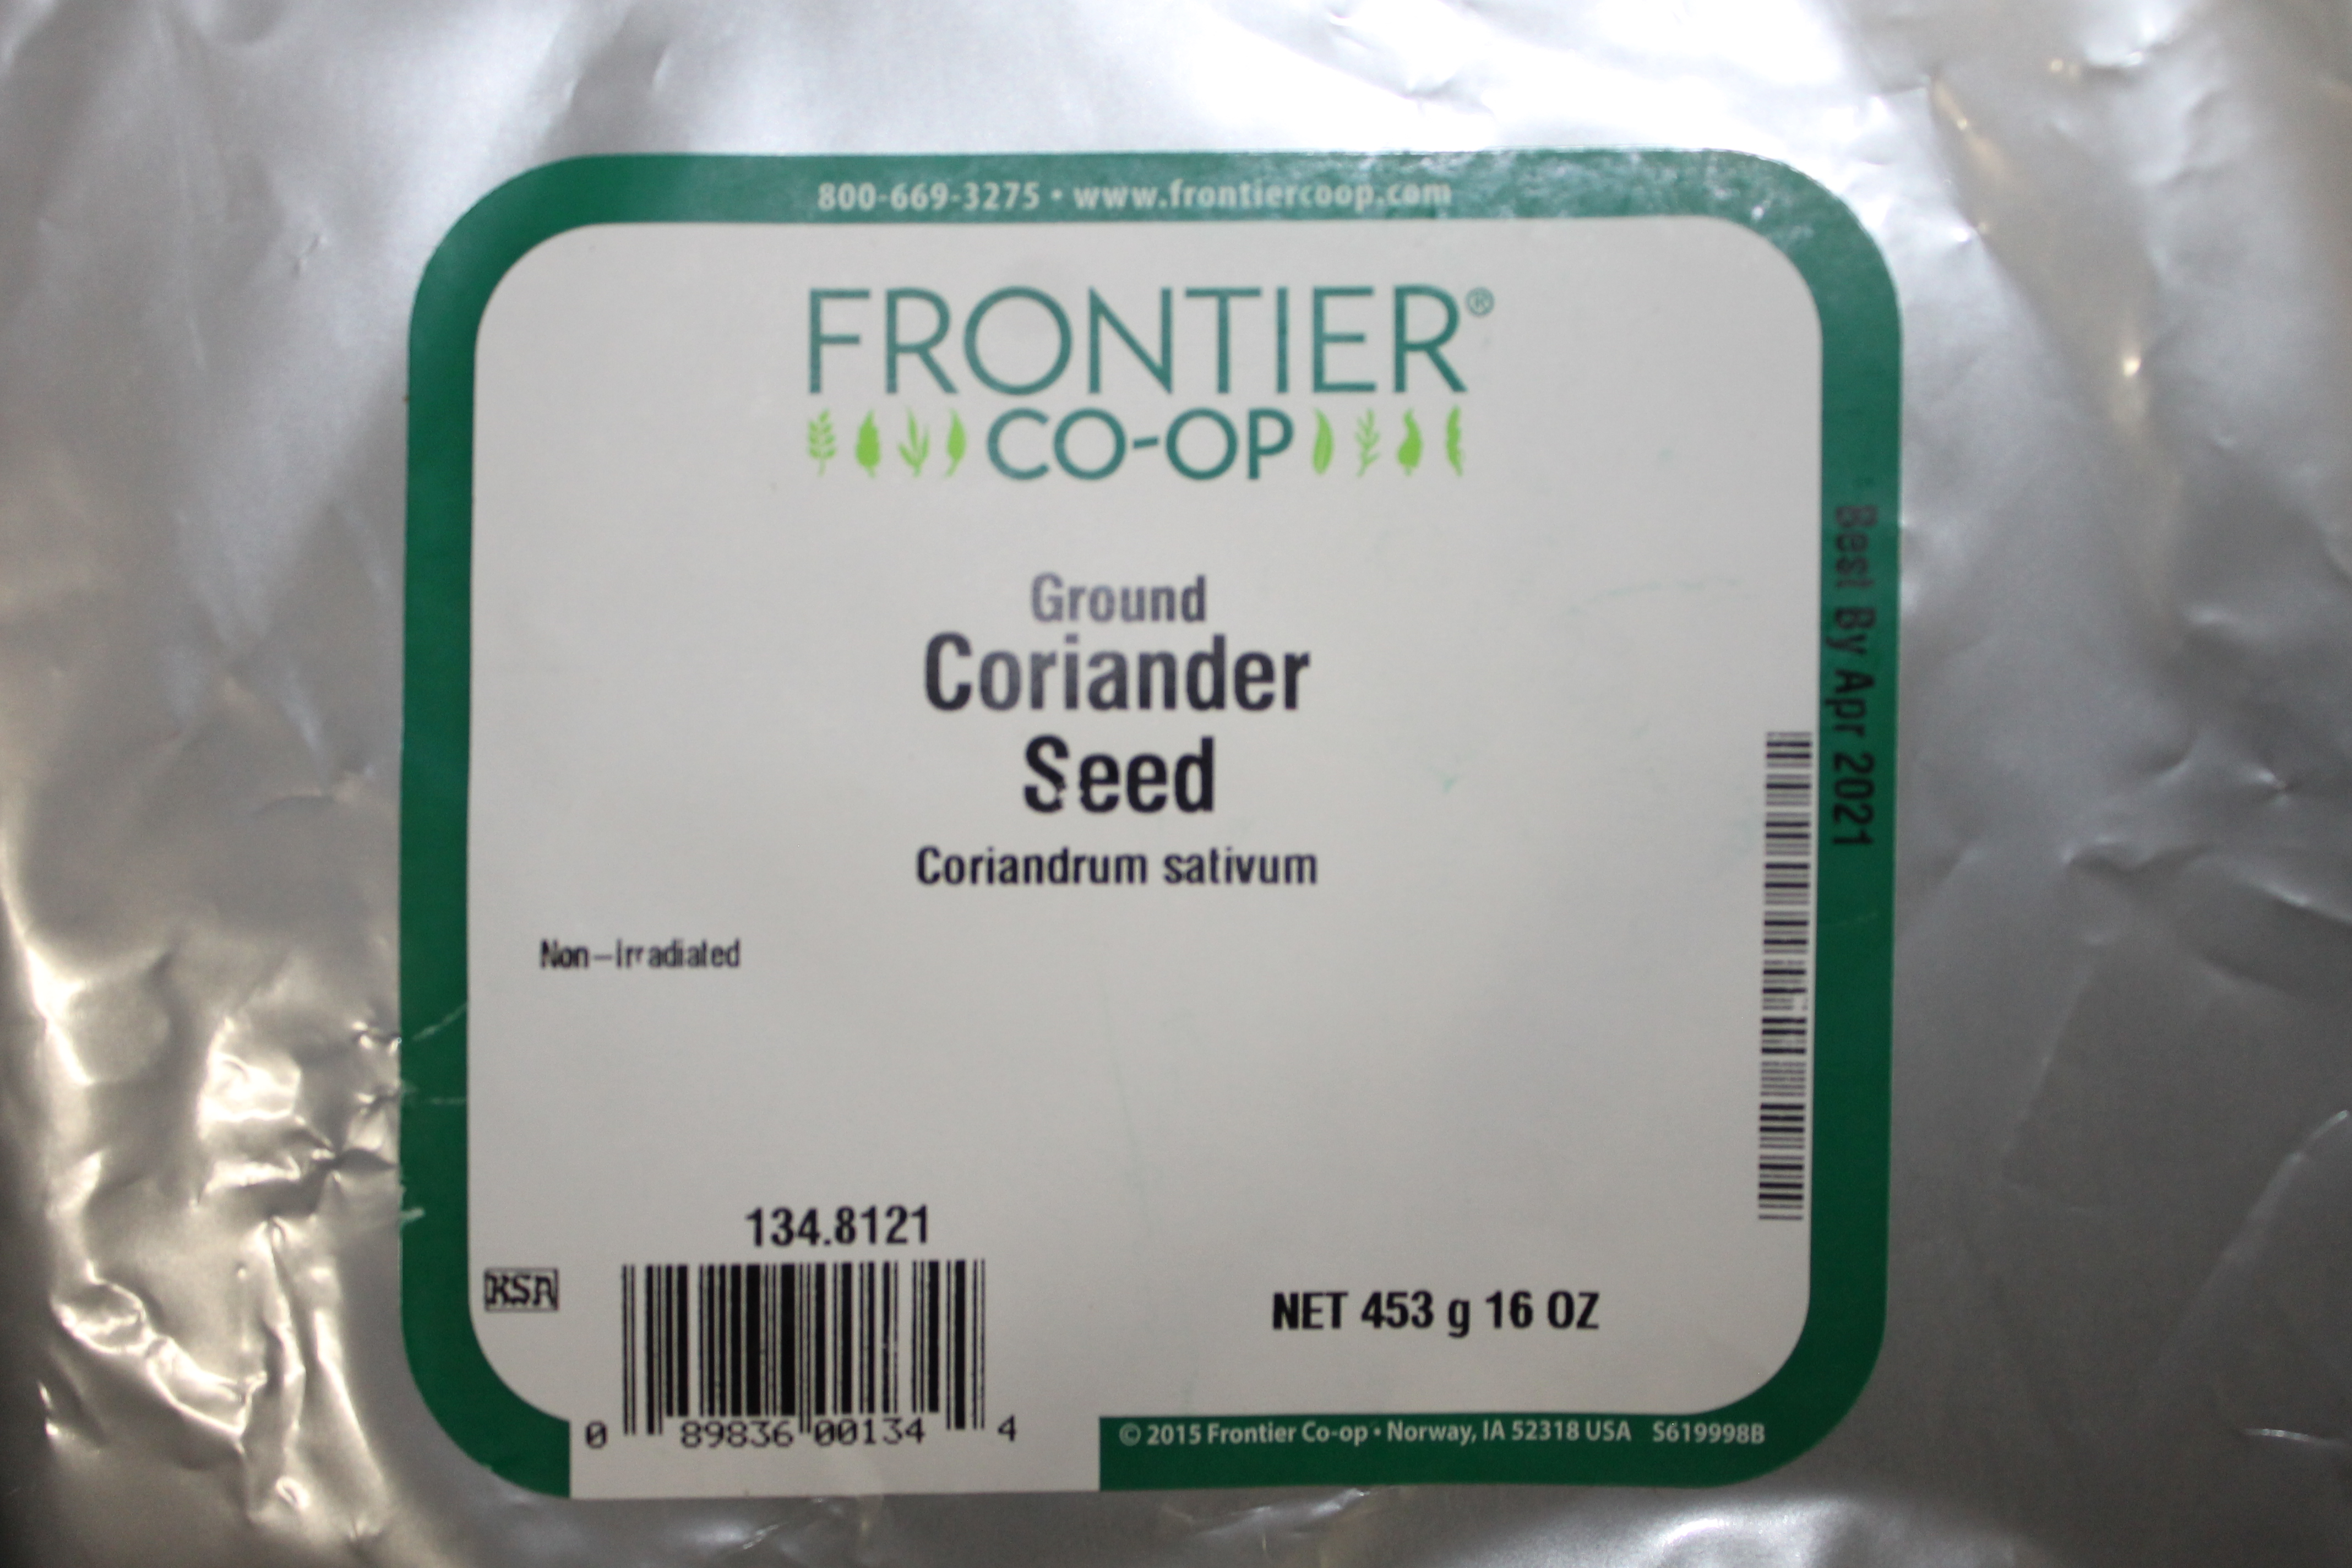 800-669-3275 • www.frontiercoop.com
FRONTIER®
CO-OP
Ground
Coriander
Seed
Coriandrum sativum
Non-Irradiated
Best By Apr 2021
134.8121
KSA
0 89836 00134 4
NET 453 g 16 OZ
© 2015 Frontier Co-op • Norway, IA 52318 USA S619998B